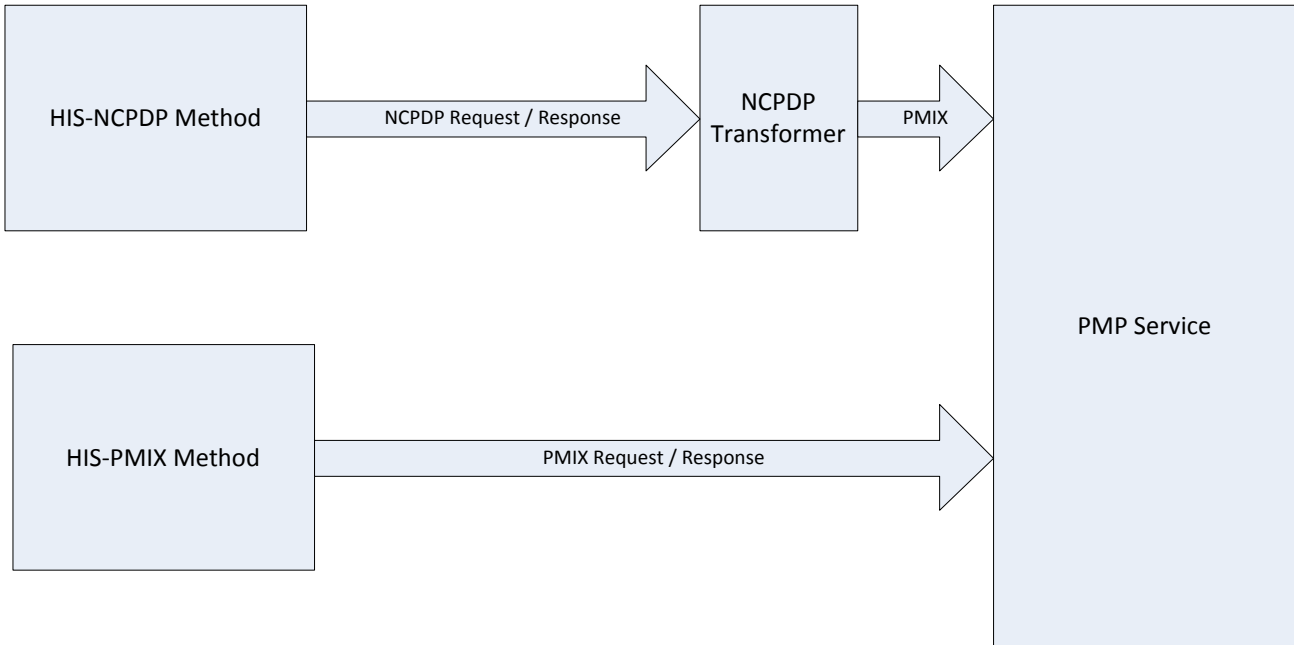 HIS-NCPDP Method
NCPDP Request / Response
NCPDP
Transformer
PMIX
PMP Service
HIS-PMIX Method
PMIX Request / Response